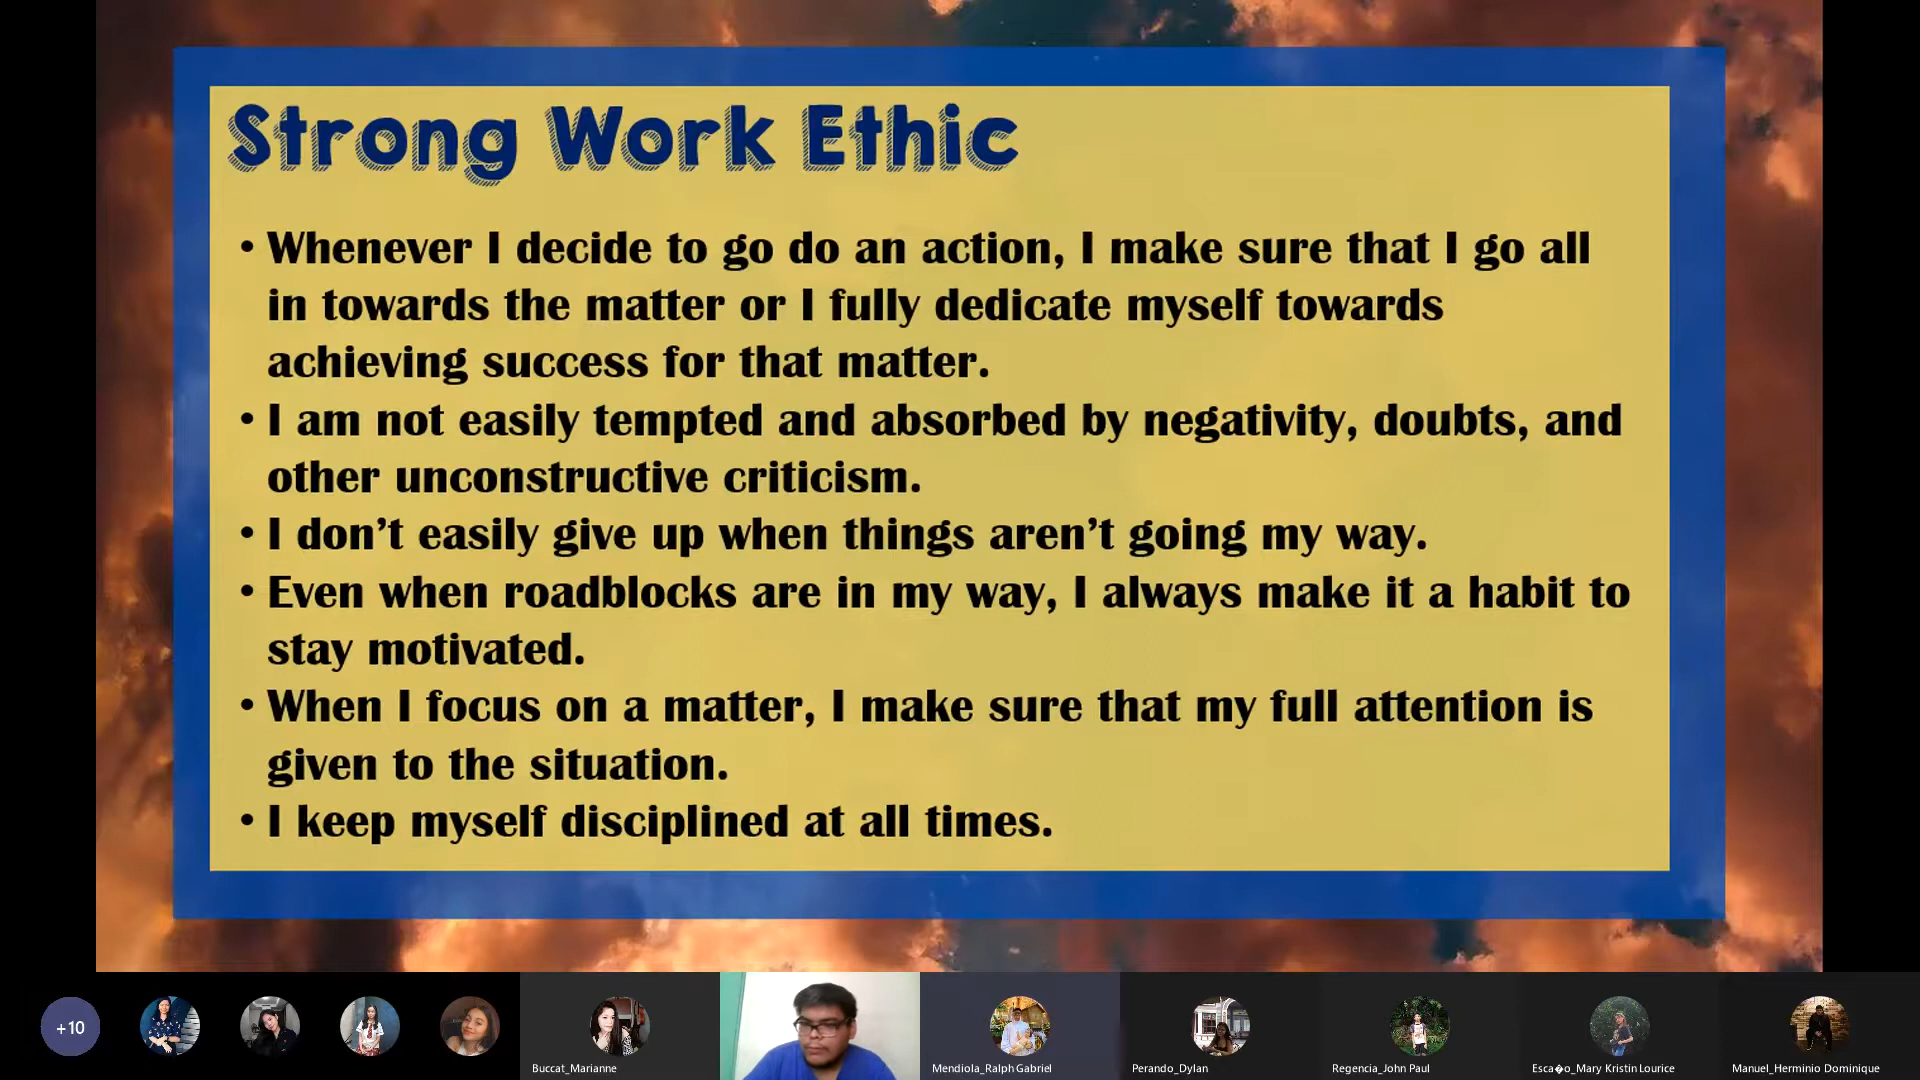 Strong Work Ethic
• Whenever I decide to go do an action, I make sure that I go all
in towards the matter or I fully dedicate myself towards
achieving success for that matter.
• I am not easily tempted and absorbed by negativity, doubts, and
other unconstructive criticism.
• I don’t easily give up when things aren’t going my way.
• Even when roadblocks are in my way, I always make it a habit to
stay motivated.
• When I focus on a matter, I make sure that my full attention is
given to the situation.
• I keep myself disciplined at all times.
+10
Buccat_Marianne
Mendiola_Ralph Gabriel
Perando_Dylan
Regencia_John Paul
Esca�o_Mary Kristin Lourice
Manuel_Herminio Dominique